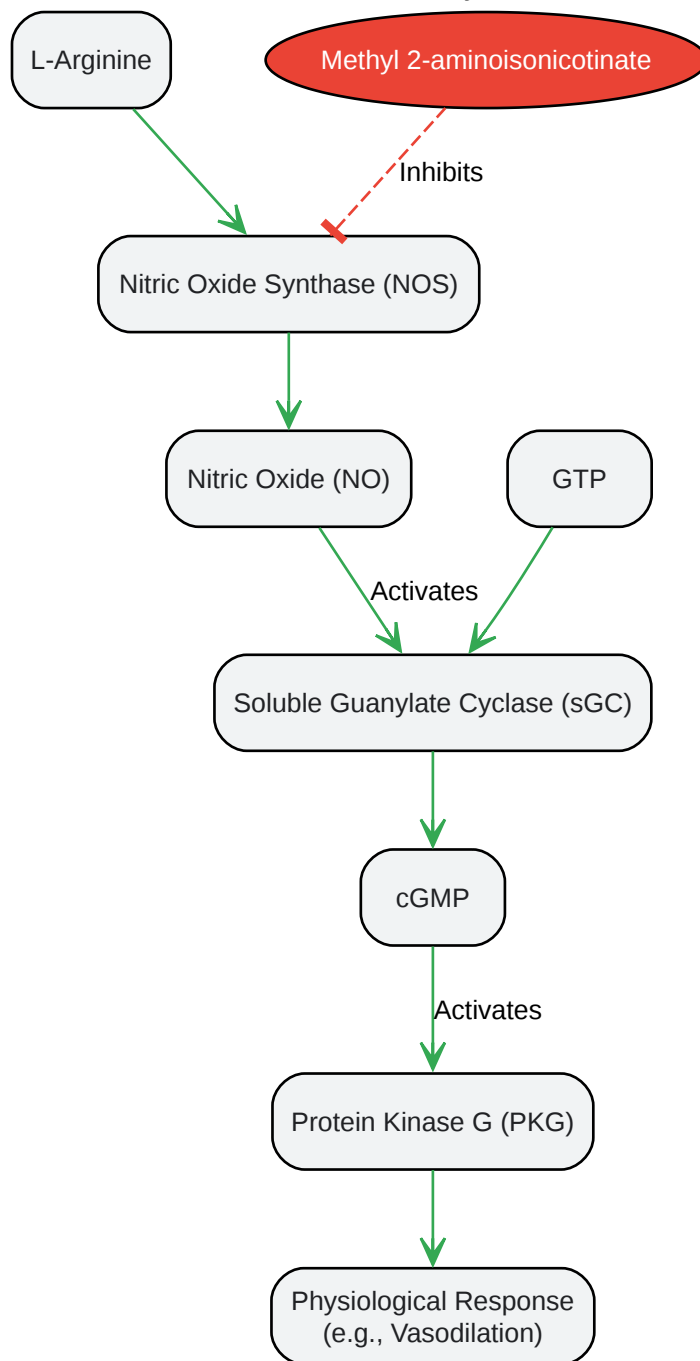 L-Arginine
Methyl 2-aminoisonicotinate
Inhibits
Nitric Oxide Synthase (NOS)
Nitric Oxide (NO)
GTP
Activates
Soluble Guanylate Cyclase (sGC)
cGMP
Activates
Protein Kinase G (PKG)
Physiological Response
(e.g., Vasodilation)